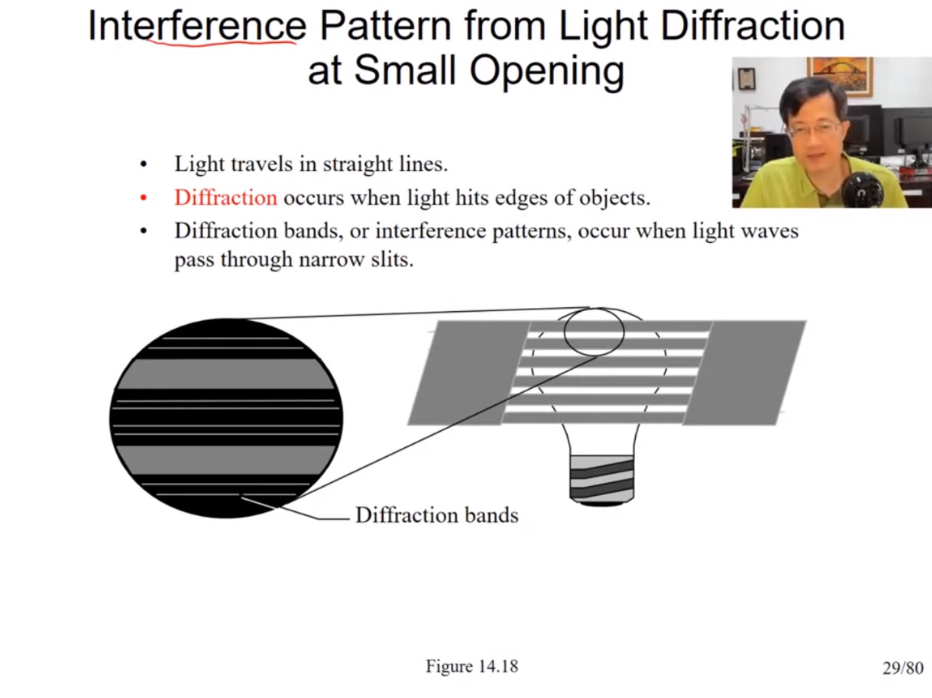 Interference Pattern from Light Diffraction
at Small Opening
• Light travels in straight lines.
• Diffraction occurs when light hits edges of objects.
• Diffraction bands, or interference patterns, occur when light waves
pass through narrow slits.
Diffraction bands
Figure 14.18
29/80